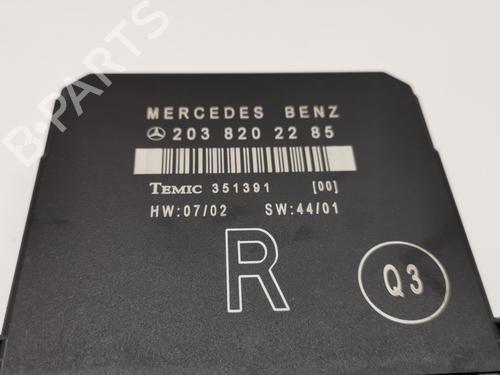 MERCEDES BENZ
203 820 22 85
TEMIC 351391 [00]
HW:07/02 SW:44/01
R
Q3
B-PARTS